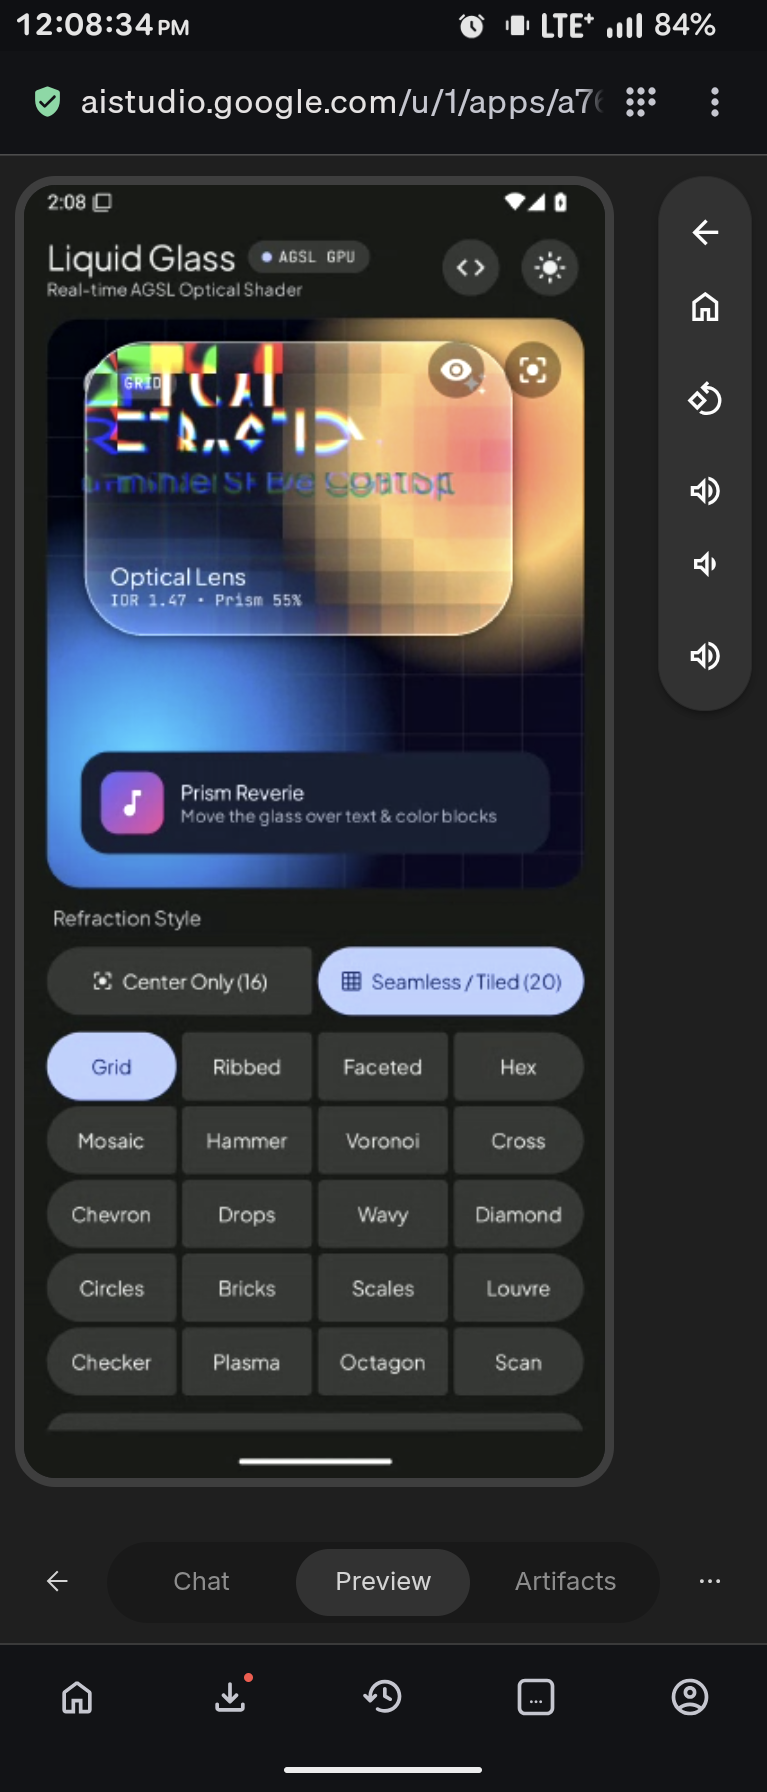 12:08:34 PM LTE+ 84%
aistudio.google.com/u/1/apps/a76
2:08
Liquid Glass
AGSL GPU
Real-time AGSL Optical Shader
GRID
Optical Lens
IOR 1.47 • Prism 55%
Prism Reverie
Move the glass over text & color blocks
Refraction Style
Center Only (16) Seamless / Tiled (20)
Grid Ribbed Faceted Hex
Mosaic Hammer Voronoi Cross
Chevron Drops Wavy Diamond
Circles Bricks Scales Louvre
Checker Plasma Octagon Scan
Chat Preview Artifacts